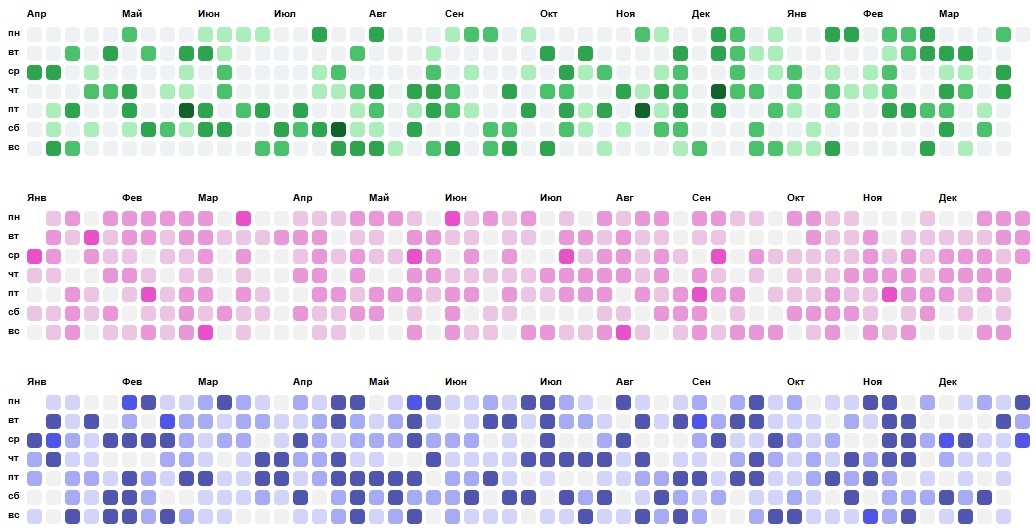 Апр Май Июн Июл Авг Сен Окт Ноя Дек Янв Фев Мар
пн
вт
ср
чт
пт
сб
вс
Янв Фев Мар Апр Май Июн Июл Авг Сен Окт Ноя Дек
пн
вт
ср
чт
пт
сб
вс
Янв Фев Мар Апр Май Июн Июл Авг Сен Окт Ноя Дек
пн
вт
ср
чт
пт
сб
вс